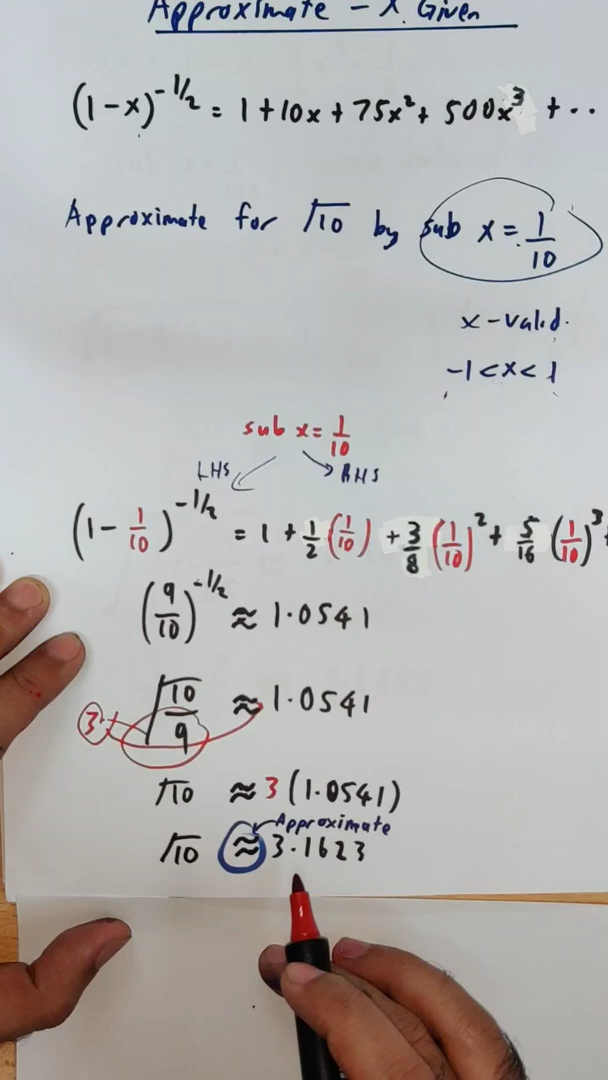 Approximate - x Given
(1-x)^-1/2 = 1+10x+75x²+ 500x³ + ..
Approximate for √10 by sub x = 1/10
x-valid.
-1<x<1
sub x = 1/10
LHS
RHS
(1 - 1/10)^-1/2 = 1 + 1/2 (1/10) + 3/8 (1/10)² + 5/16 (1/10)³ +
(9/10)^-1/2 ≈ 1.0541
√10/9 ≈ 1.0541
3
√10 ≈ 3 (1.0541)
Approximate
√10 ≈ 3.1623